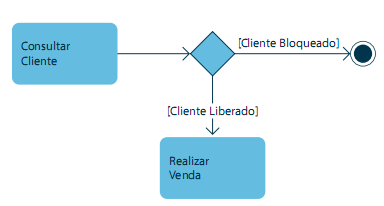 Consultar
Cliente
[Cliente Bloqueado]
[Cliente Liberado]
Realizar
Venda